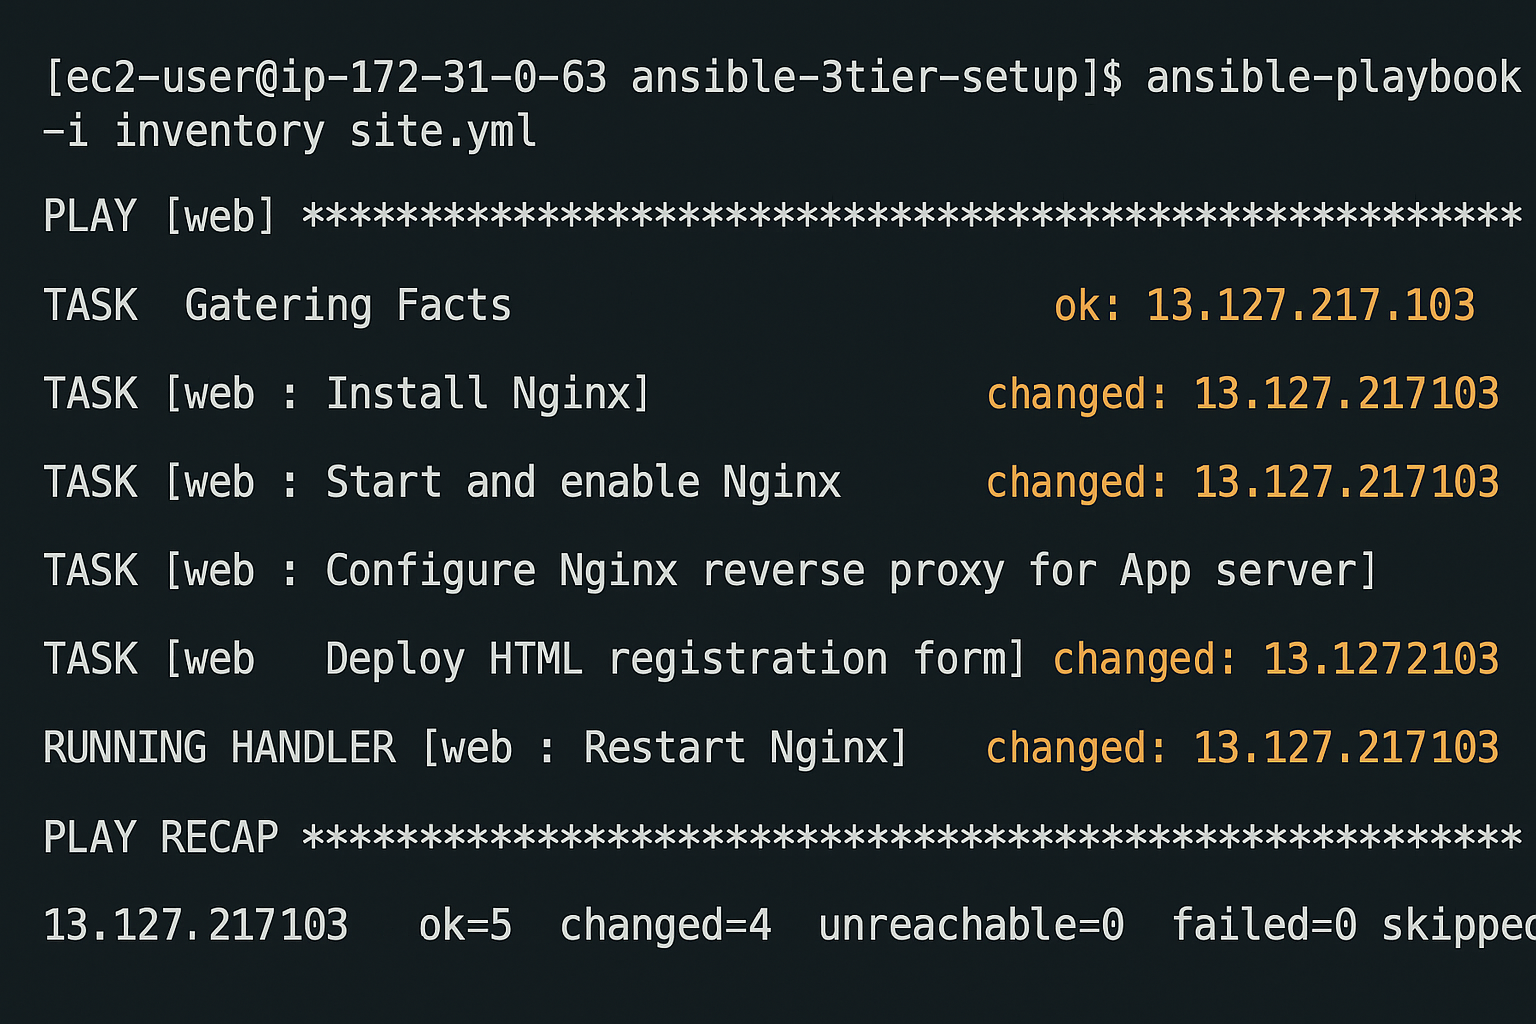 [ec2-user@ip-172-31-0-63 ansible-3tier-setup]$ ansible-playbook
-i inventory site.yml
PLAY [web] ****************************************************
TASK  Gatering Facts                       ok: 13.127.217.103
TASK [web : Install Nginx]              changed: 13.127.217103
TASK [web : Start and enable Nginx      changed: 13.127.217103
TASK [web : Configure Nginx reverse proxy for App server]
TASK [web   Deploy HTML registration form] changed: 13.1272103
RUNNING HANDLER [web : Restart Nginx]   changed: 13.127.217103
PLAY RECAP ****************************************************
13.127.217103   ok=5  changed=4  unreachable=0  failed=0 skipped